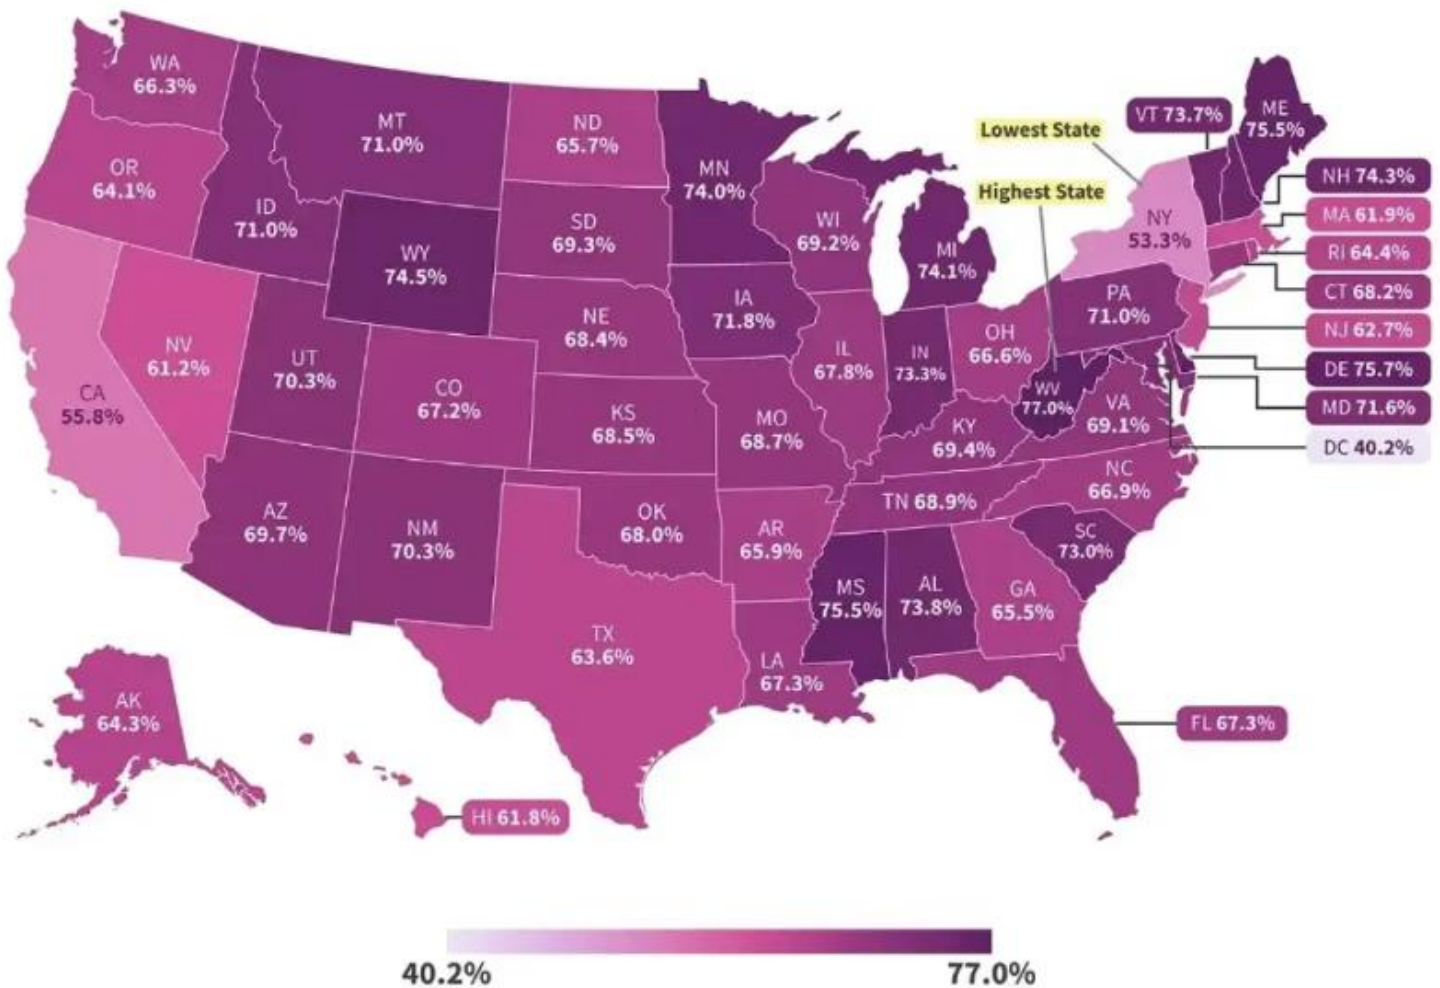 WA
66.3%
OR
64.1%
CA
55.8%
NV
61.2%
ID
71.0%
MT
71.0%
WY
74.5%
UT
70.3%
CO
67.2%
AZ
69.7%
NM
70.3%
ND
65.7%
SD
69.3%
NE
68.4%
KS
68.5%
OK
68.0%
TX
63.6%
MN
74.0%
IA
71.8%
MO
68.7%
AR
65.9%
LA
67.3%
WI
69.2%
IL
67.8%
MI
74.1%
IN
73.3%
OH
66.6%
KY
69.4%
TN 68.9%
MS
75.5%
AL
73.8%
GA
65.5%
SC
73.0%
NC
66.9%
VA
69.1%
WV
77.0%
PA
71.0%
NY
53.3%
Lowest State
Highest State
VT 73.7%
ME
75.5%
NH 74.3%
MA 61.9%
RI 64.4%
CT 68.2%
NJ 62.7%
DE 75.7%
MD 71.6%
DC 40.2%
FL 67.3%
AK
64.3%
HI 61.8%
40.2%
77.0%